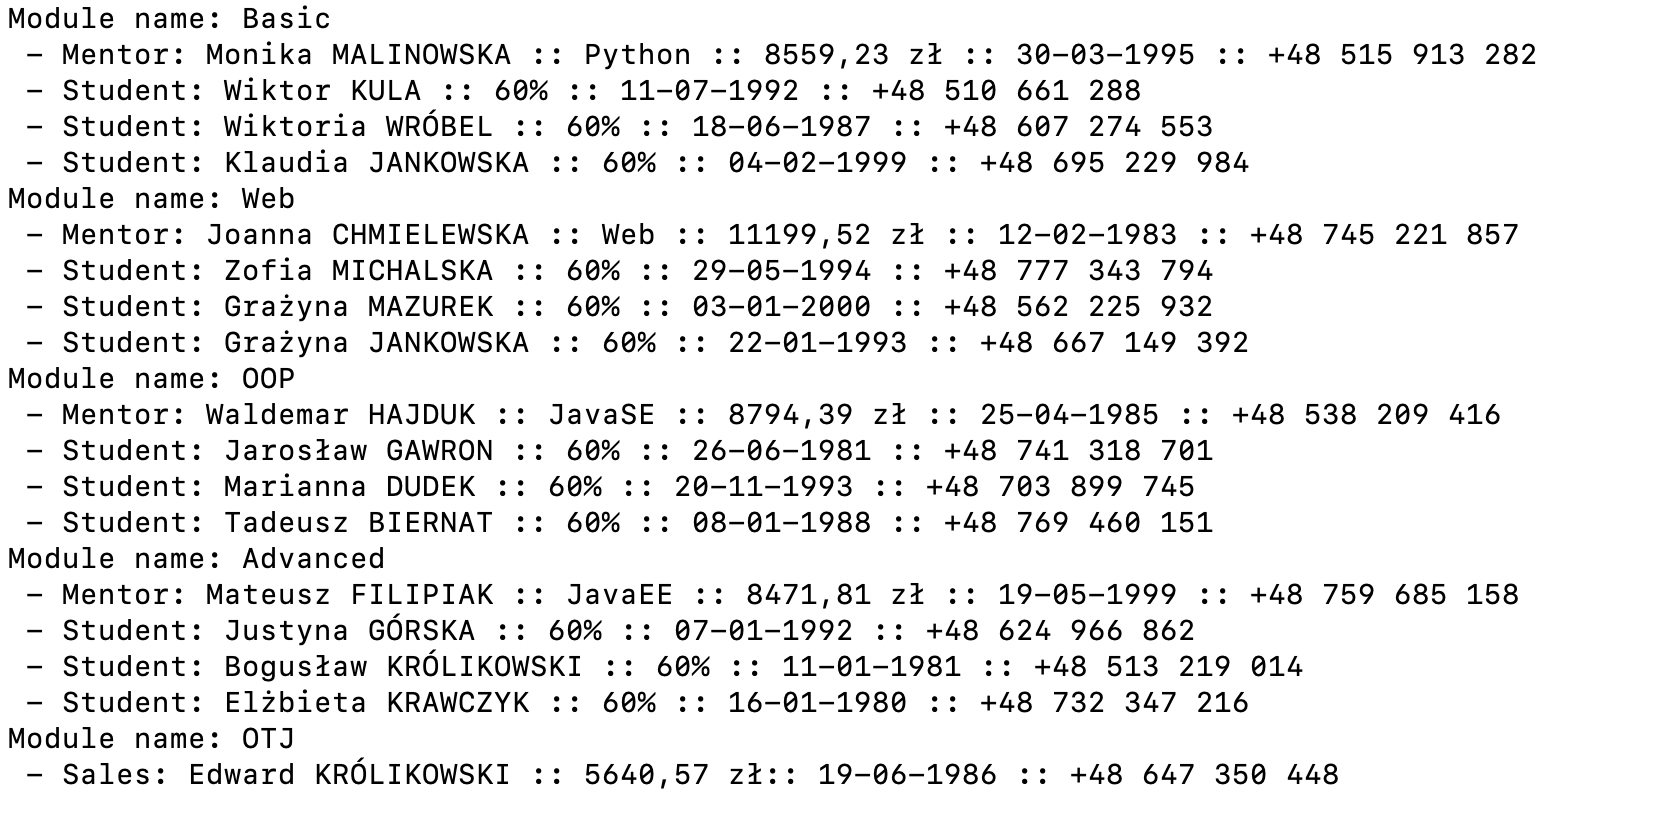 Module name: Basic
- Mentor: Monika MALINOWSKA :: Python :: 8559,23 zł :: 30-03-1995 :: +48 515 913 282
- Student: Wiktor KULA :: 60% :: 11-07-1992 :: +48 510 661 288
- Student: Wiktoria WRÓBEL :: 60% :: 18-06-1987 :: +48 607 274 553
- Student: Klaudia JANKOWSKA :: 60% :: 04-02-1999 :: +48 695 229 984
Module name: Web
- Mentor: Joanna CHMIELEWSKA :: Web :: 11199,52 zł :: 12-02-1983 :: +48 745 221 857
- Student: Zofia MICHALSKA :: 60% :: 29-05-1994 :: +48 777 343 794
- Student: Grażyna MAZUREK :: 60% :: 03-01-2000 :: +48 562 225 932
- Student: Grażyna JANKOWSKA :: 60% :: 22-01-1993 :: +48 667 149 392
Module name: OOP
- Mentor: Waldemar HAJDUK :: JavaSE :: 8794,39 zł :: 25-04-1985 :: +48 538 209 416
- Student: Jarosław GAWRON :: 60% :: 26-06-1981 :: +48 741 318 701
- Student: Marianna DUDEK :: 60% :: 20-11-1993 :: +48 703 899 745
- Student: Tadeusz BIERNAT :: 60% :: 08-01-1988 :: +48 769 460 151
Module name: Advanced
- Mentor: Mateusz FILIPIAK :: JavaEE :: 8471,81 zł :: 19-05-1999 :: +48 759 685 158
- Student: Justyna GÓRSKA :: 60% :: 07-01-1992 :: +48 624 966 862
- Student: Bogusław KRÓLIKOWSKI :: 60% :: 11-01-1981 :: +48 513 219 014
- Student: Elżbieta KRAWCZYK :: 60% :: 16-01-1980 :: +48 732 347 216
Module name: OTJ
- Sales: Edward KRÓLIKOWSKI :: 5640,57 zł:: 19-06-1986 :: +48 647 350 448